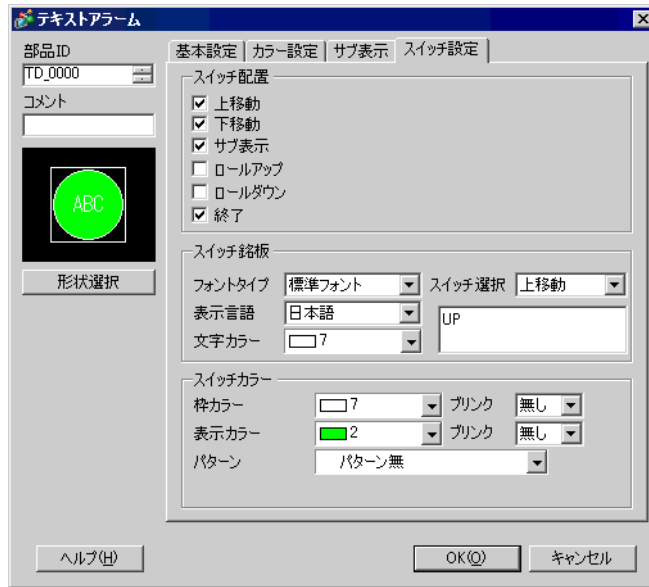 テキストアラーム
部品ID
TD_0000
コメント
ABC
形状選択
基本設定 カラー設定 サブ表示 スイッチ設定
スイッチ配置
上移動
下移動
サブ表示
ロールアップ
ロールダウン
終了
スイッチ銘板
フォントタイプ 標準フォント スイッチ選択 上移動
表示言語 日本語 UP
文字カラー 7
スイッチカラー
枠カラー 7 ブリンク 無し
表示カラー 2 ブリンク 無し
パターン パターン無
ヘルプ(H) OK(O) キャンセル